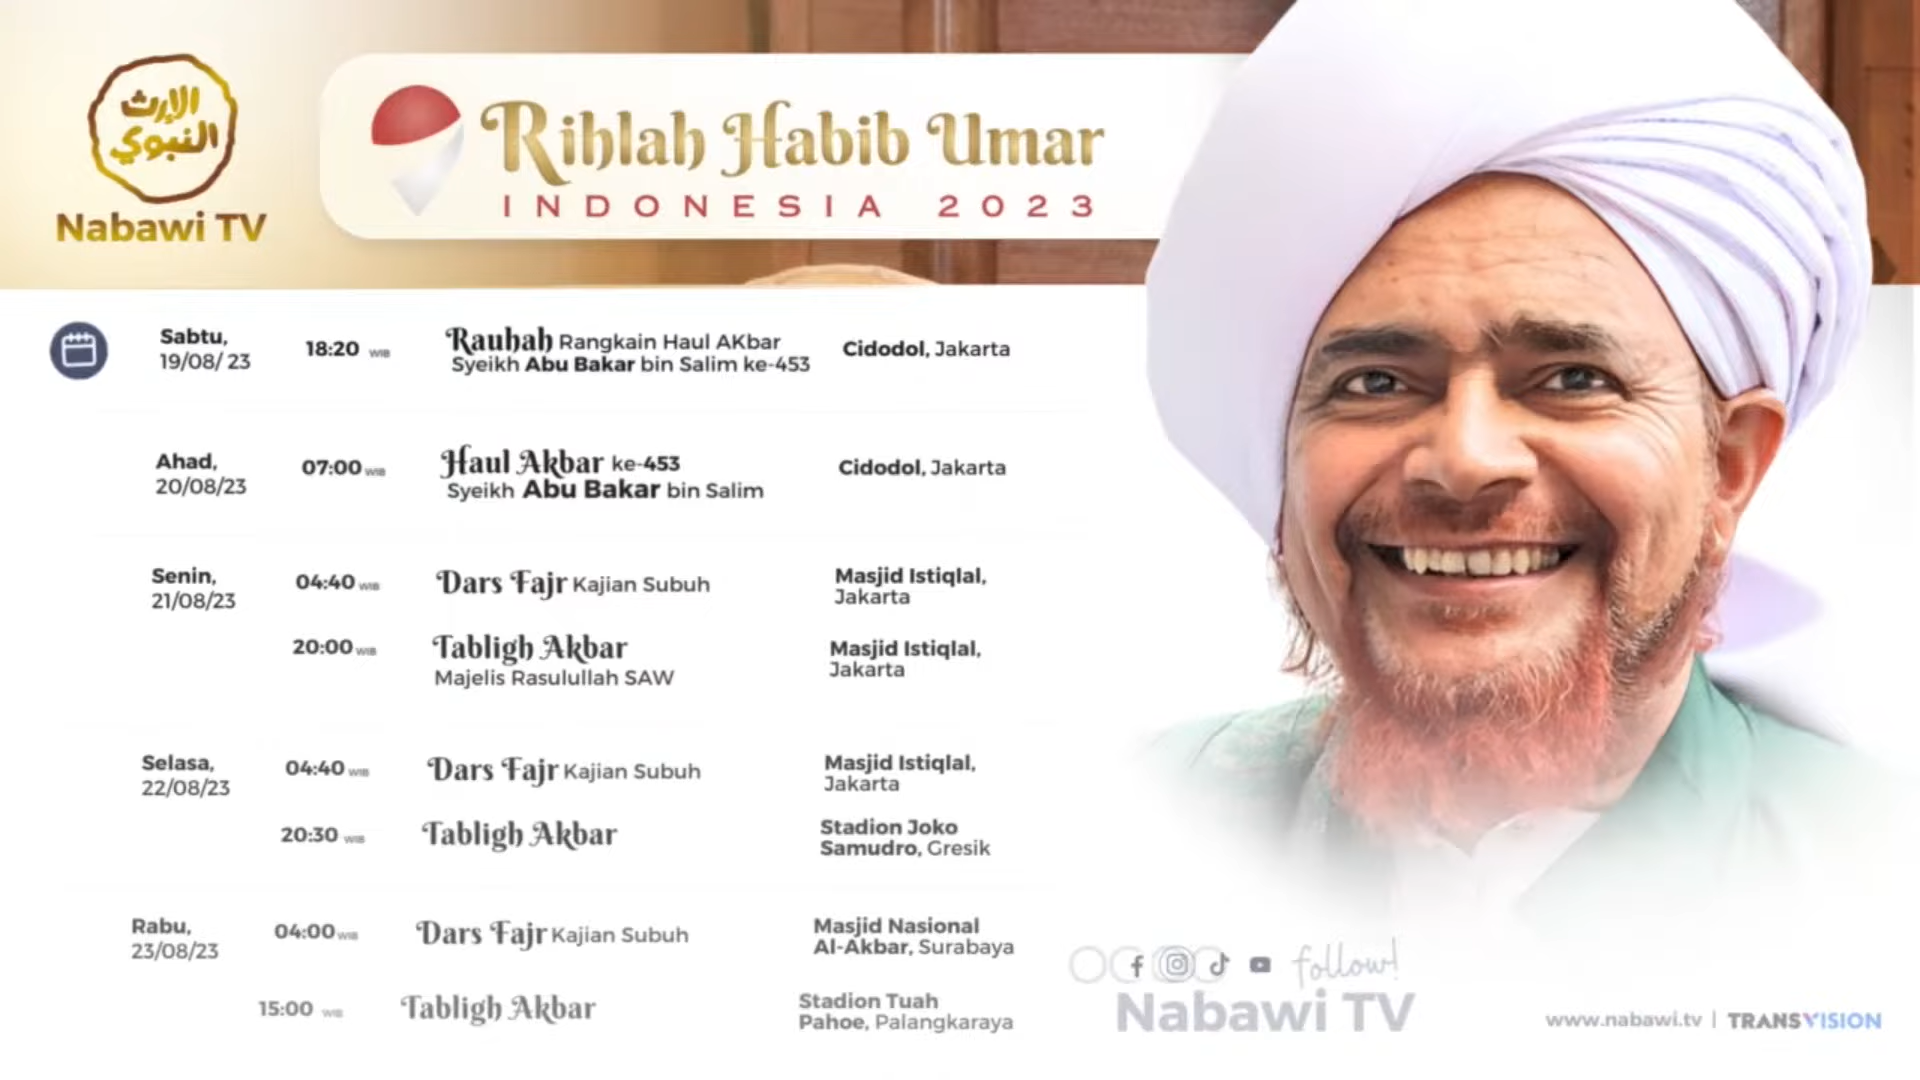 الإرث
النبوي
Nabawi TV
Rihlah Habib Umar
INDONESIA 2023
Sabtu,
19/08/ 23
18:20 WIB
Rauhah Rangkain Haul AKbar
Syeikh Abu Bakar bin Salim ke-453
Cidodol, Jakarta
Ahad,
20/08/23
07:00 WIB
Haul Akbar ke-453
Syeikh Abu Bakar bin Salim
Cidodol, Jakarta
Senin,
21/08/23
04:40 WIB
Dars Fajr Kajian Subuh
Masjid Istiqlal,
Jakarta
20:00 WIB
Tabligh Akbar
Majelis Rasulullah SAW
Masjid Istiqlal,
Jakarta
Selasa,
22/08/23
04:40 WIB
Dars Fajr Kajian Subuh
Masjid Istiqlal,
Jakarta
20:30 WIB
Tabligh Akbar
Stadion Joko
Samudro, Gresik
Rabu,
23/08/23
04:00 WIB
Dars Fajr Kajian Subuh
Masjid Nasional
Al-Akbar, Surabaya
15:00 WIB
Tabligh Akbar
Stadion Tuah
Pahoe, Palangkaraya
follow!
Nabawi TV
www.nabawi.tv | TRANSVISION